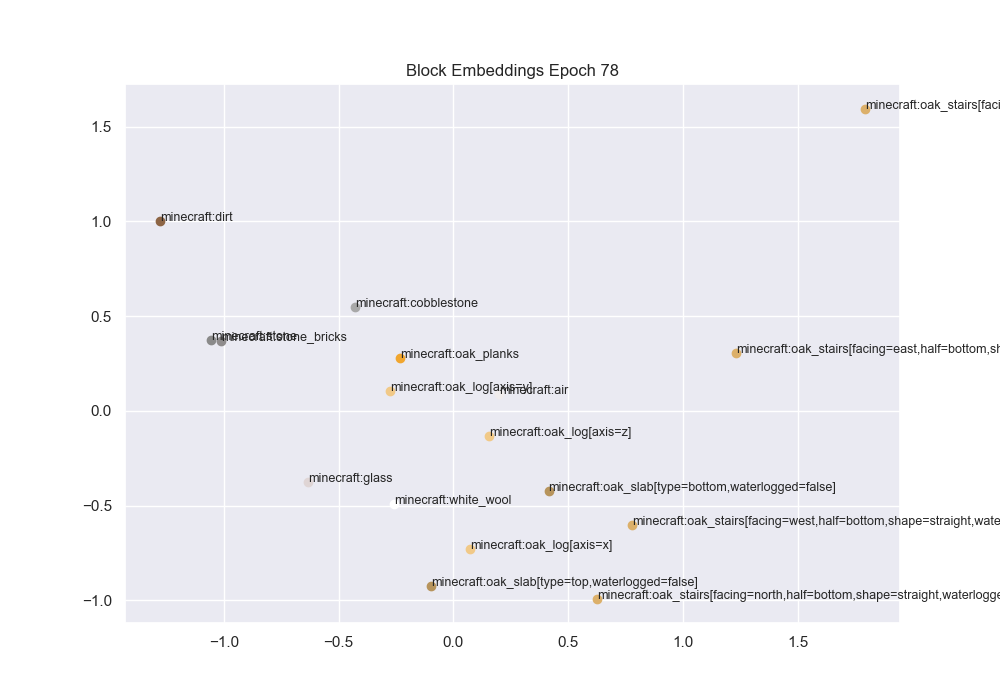 Block Embeddings Epoch 78
minecraft:oak_stairs[faci
1.5
minecraft:dirt
1.0
minecraft:cobblestone
0.5
minecraft:stone
minecraft:stone_bricks
minecraft:oak_planks
minecraft:oak_stairs[facing=east,half=bottom,sh
minecraft:oak_log[axis=y]
minecraft:air
0.0
minecraft:oak_log[axis=z]
minecraft:glass
minecraft:oak_slab[type=bottom,waterlogged=false]
minecraft:white_wool
−0.5
minecraft:oak_stairs[facing=west,half=bottom,shape=straight,wate
minecraft:oak_log[axis=x]
minecraft:oak_slab[type=top,waterlogged=false]
minecraft:oak_stairs[facing=north,half=bottom,shape=straight,waterlogge
−1.0
−1.0 −0.5 0.0 0.5 1.0 1.5